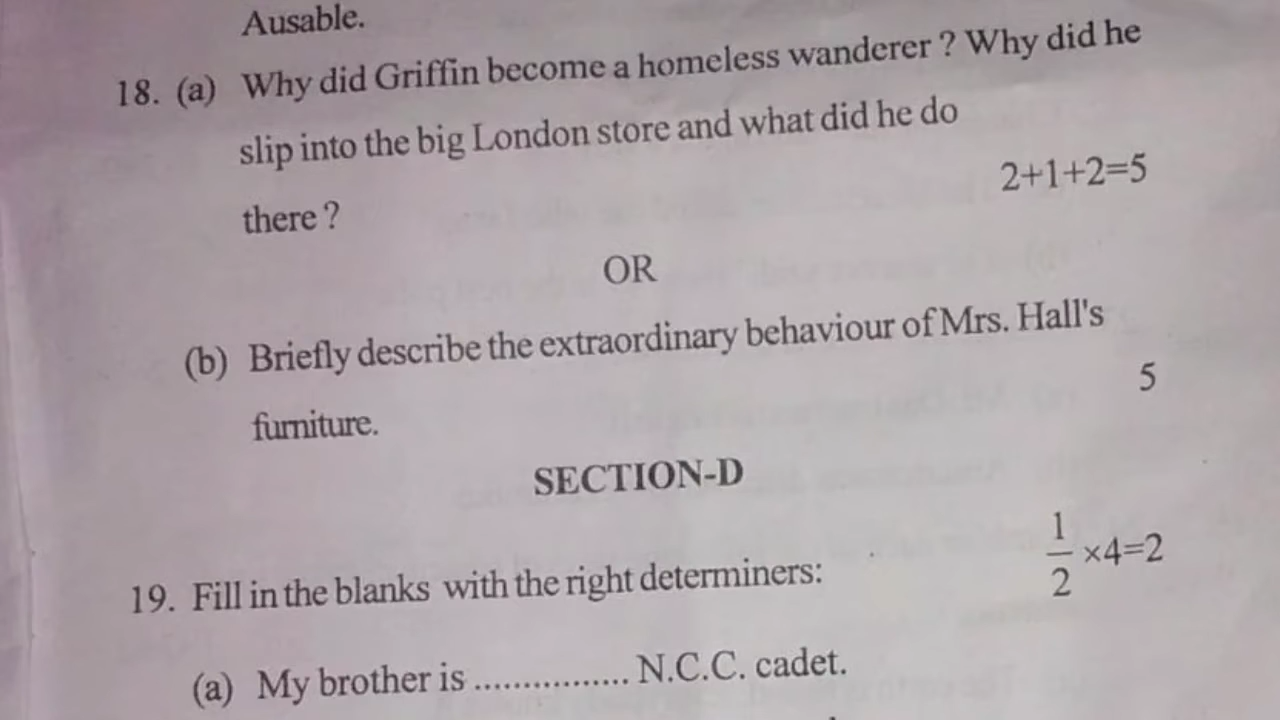 Ausable.
18. (a) Why did Griffin become a homeless wanderer ? Why did he
slip into the big London store and what did he do
there ? 2+1+2=5
OR
(b) Briefly describe the extraordinary behaviour of Mrs. Hall's
furniture. 5
SECTION-D
19. Fill in the blanks with the right determiners: 1/2 ×4=2
(a) My brother is ............... N.C.C. cadet.